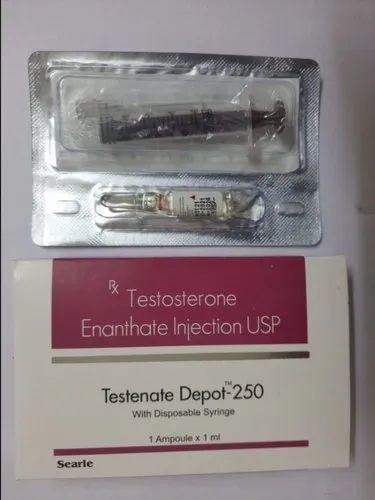 Rx Testosterone
Enanthate Injection USP
Testenate Depot™-250
With Disposable Syringe
1 Ampoule x 1 ml
Searle